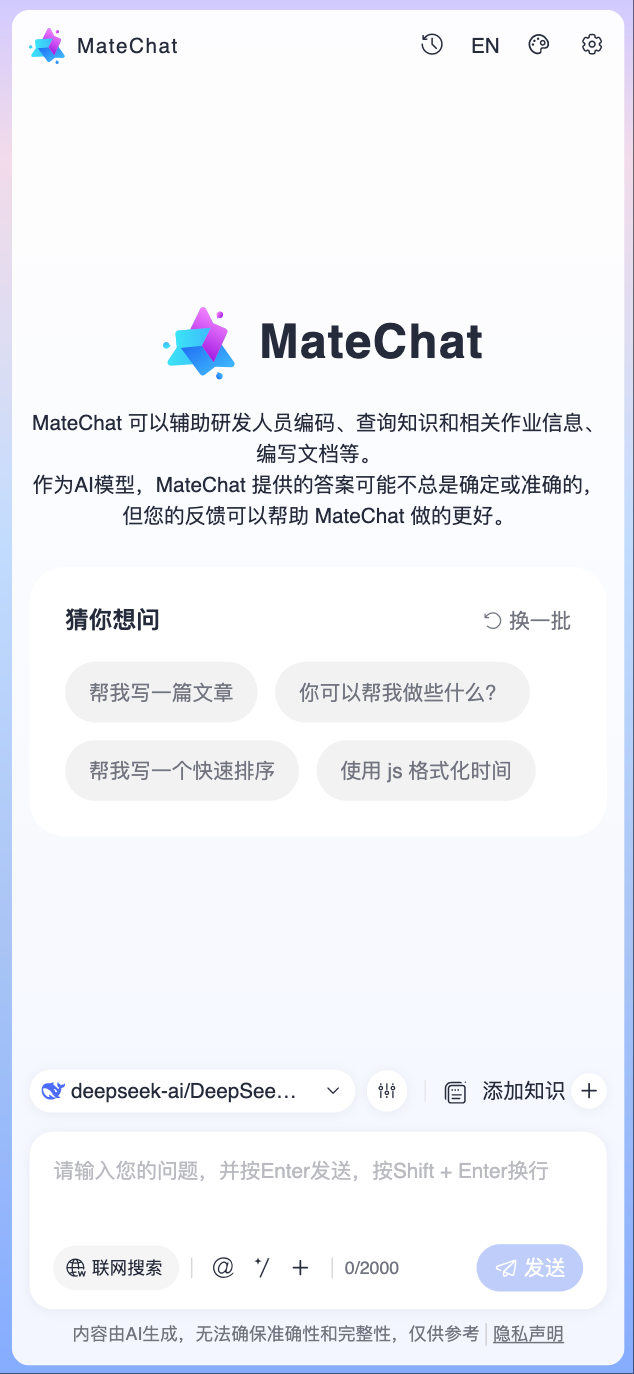 MateChat
EN
MateChat
MateChat 可以辅助研发人员编码、查询知识和相关作业信息、
编写文档等。
作为AI模型，MateChat 提供的答案可能不总是确定或准确的，
但您的反馈可以帮助 MateChat 做的更好。
猜你想问
换一批
帮我写一篇文章
你可以帮我做些什么？
帮我写一个快速排序
使用 js 格式化时间
deepseek-ai/DeepSee...
添加知识
请输入您的问题，并按Enter发送，按Shift + Enter换行
联网搜索
0/2000
发送
内容由AI生成，无法确保准确性和完整性，仅供参考
隐私声明